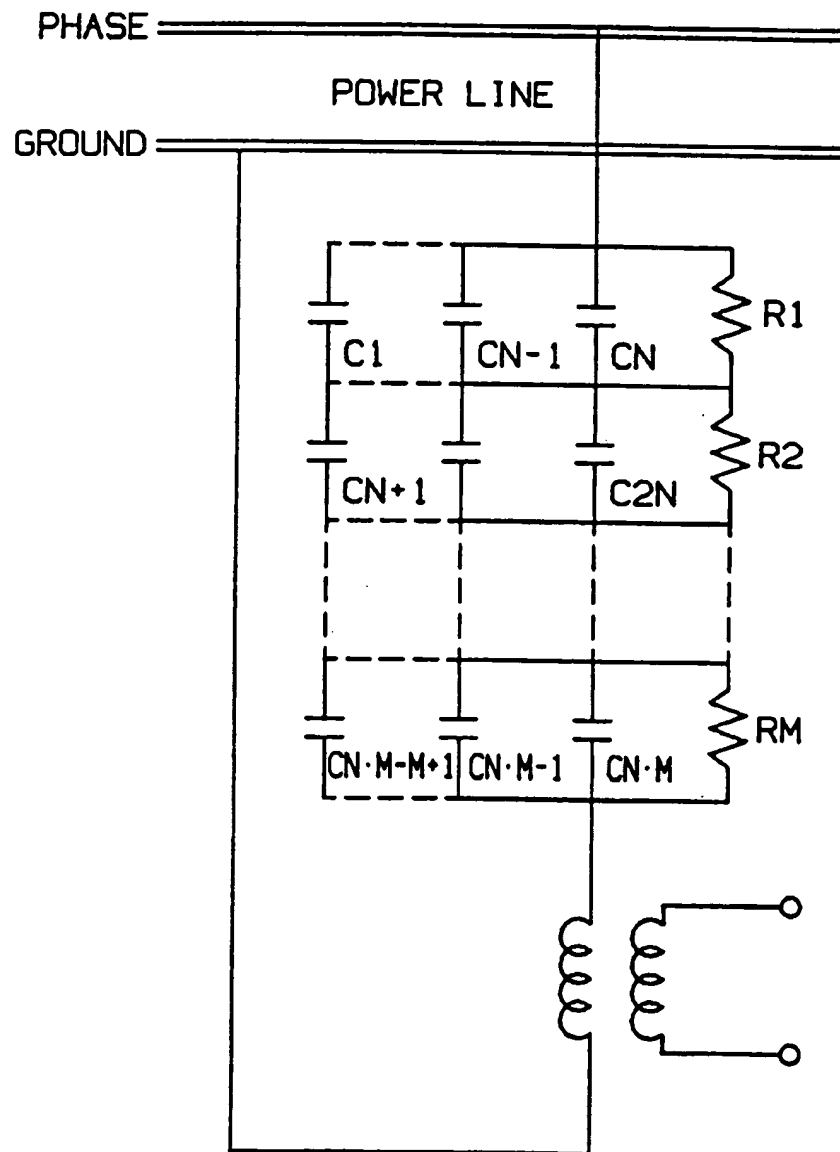 PHASE
POWER LINE
GROUND
R1
C1 CN-1 CN
R2
CN+1 C2N
RM
CN·M-M+1 CN·M-1 CN·M